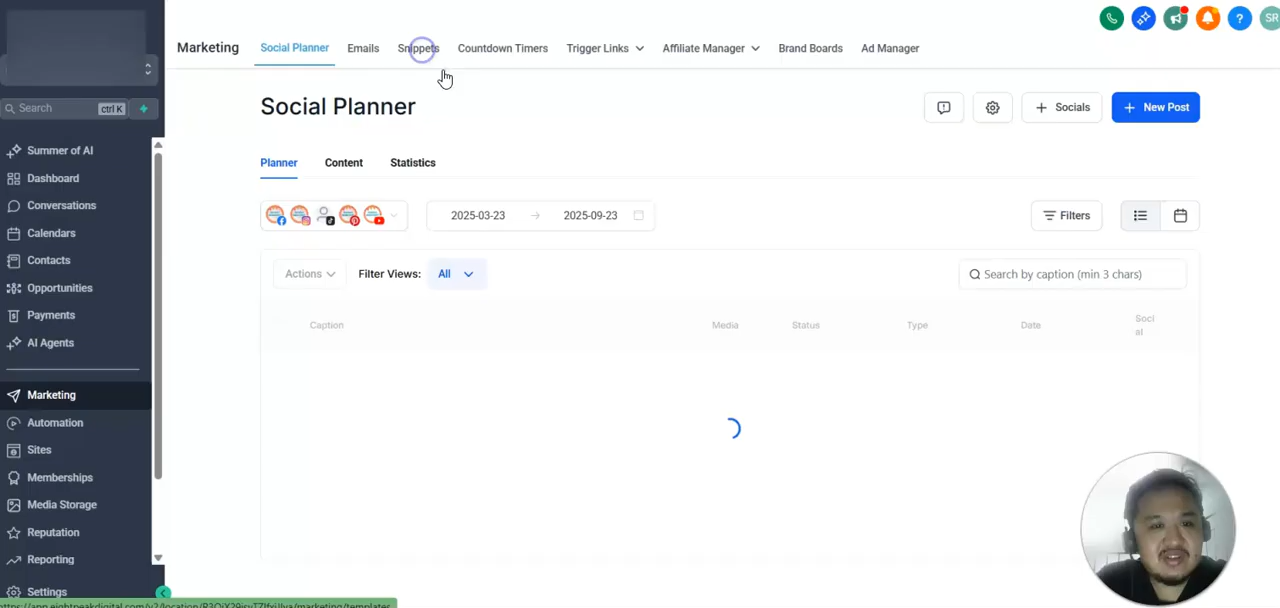 SR
Marketing
Social Planner
Emails
Snippets
Countdown Timers
Trigger Links
Affiliate Manager
Brand Boards
Ad Manager
Search
ctrl K
Summer of AI
Dashboard
Conversations
Calendars
Contacts
Opportunities
Payments
AI Agents
Marketing
Automation
Sites
Memberships
Media Storage
Reputation
Reporting
Settings
Social Planner
Socials
New Post
Planner
Content
Statistics
2025-03-23
2025-09-23
Filters
Actions
Filter Views:
All
Search by caption (min 3 chars)
Caption
Media
Status
Type
Date
Soci
al